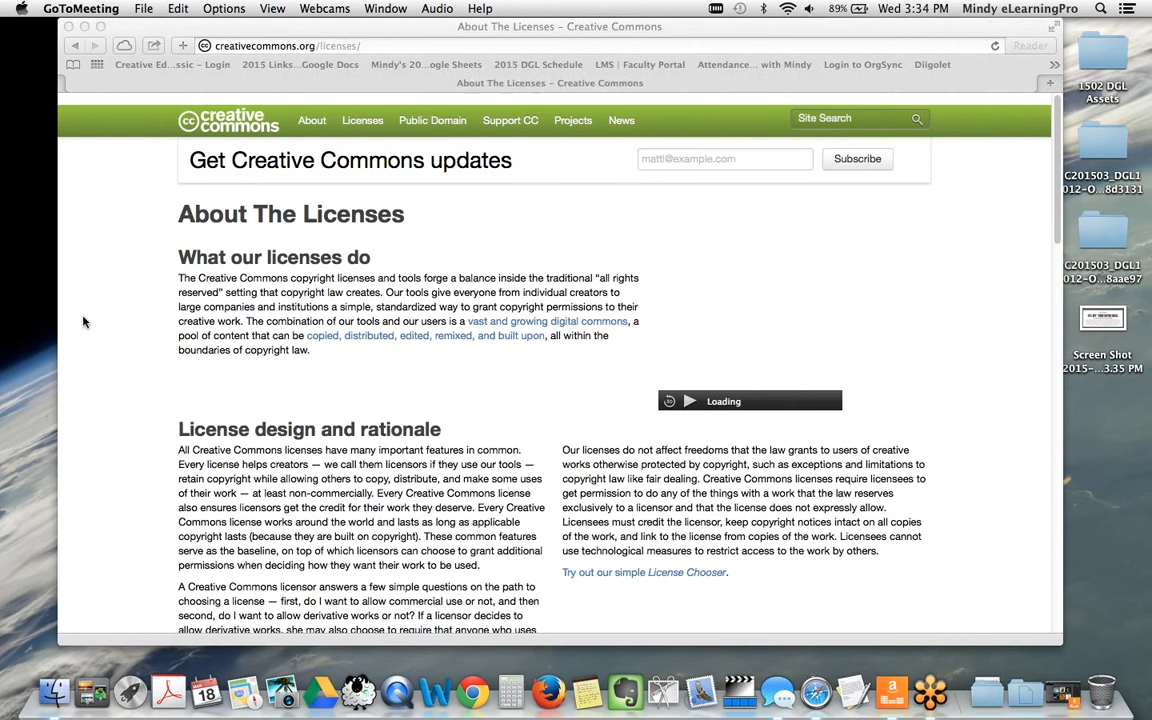 GoToMeeting File Edit Options View Webcams Window Audio Help 89% Wed 3:34 PM Mindy eLearningPro
About The Licenses – Creative Commons
creativecommons.org/licenses/ Reader
Creative Ed...ssic – Login 2015 Links...Google Docs Mindy's 20...ogle Sheets 2015 DGL Schedule LMS | Faculty Portal Attendance... with Mindy Login to OrgSync Diigolet
About The Licenses – Creative Commons
creative commons
About Licenses Public Domain Support CC Projects News Site Search
Get Creative Commons updates matt@example.com Subscribe
About The Licenses
What our licenses do
The Creative Commons copyright licenses and tools forge a balance inside the traditional “all rights
reserved” setting that copyright law creates. Our tools give everyone from individual creators to
large companies and institutions a simple, standardized way to grant copyright permissions to their
creative work. The combination of our tools and our users is a vast and growing digital commons, a
pool of content that can be copied, distributed, edited, remixed, and built upon, all within the
boundaries of copyright law.
Loading
License design and rationale
All Creative Commons licenses have many important features in common.
Every license helps creators — we call them licensors if they use our tools —
retain copyright while allowing others to copy, distribute, and make some uses
of their work — at least non-commercially. Every Creative Commons license
also ensures licensors get the credit for their work they deserve. Every Creative
Commons license works around the world and lasts as long as applicable
copyright lasts (because they are built on copyright). These common features
serve as the baseline, on top of which licensors can choose to grant additional
permissions when deciding how they want their work to be used.
A Creative Commons licensor answers a few simple questions on the path to
choosing a license — first, do I want to allow commercial use or not, and then
second, do I want to allow derivative works or not? If a licensor decides to
allow derivative works, she may also choose to require that anyone who uses
Our licenses do not affect freedoms that the law grants to users of creative
works otherwise protected by copyright, such as exceptions and limitations to
copyright law like fair dealing. Creative Commons licenses require licensees to
get permission to do any of the things with a work that the law reserves
exclusively to a licensor and that the license does not expressly allow.
Licensees must credit the licensor, keep copyright notices intact on all copies
of the work, and link to the license from copies of the work. Licensees cannot
use technological measures to restrict access to the work by others.
Try out our simple License Chooser.
1502 DGL
Assets
C201503_DGL1
012-O...8d3131
C201503_DGL1
012-O...8aae97
Screen Shot
2015-...3.35 PM
18